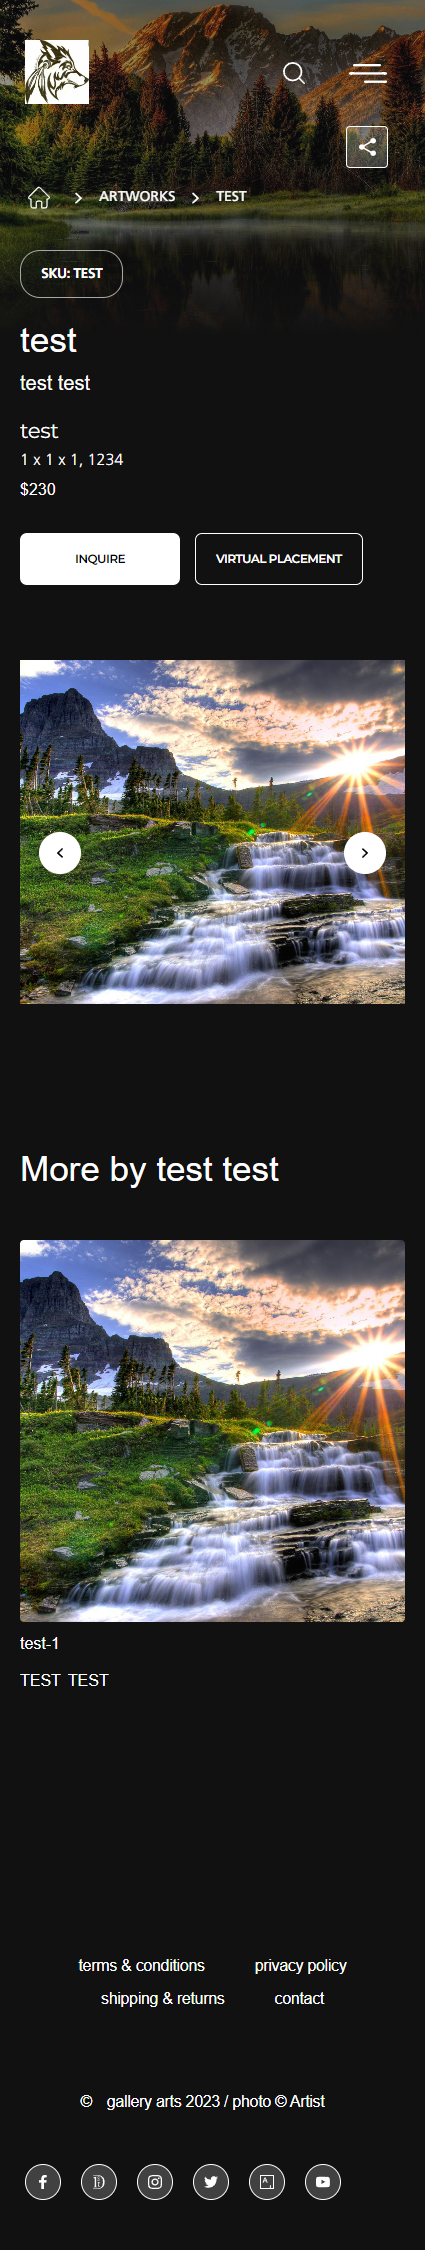 ARTWORKS TEST
SKU: TEST
test
test test
test
1 x 1 x 1, 1234
$230
INQUIRE VIRTUAL PLACEMENT
More by test test
test-1
TEST TEST
terms & conditions privacy policy
shipping & returns contact
© gallery arts 2023 / photo © Artist